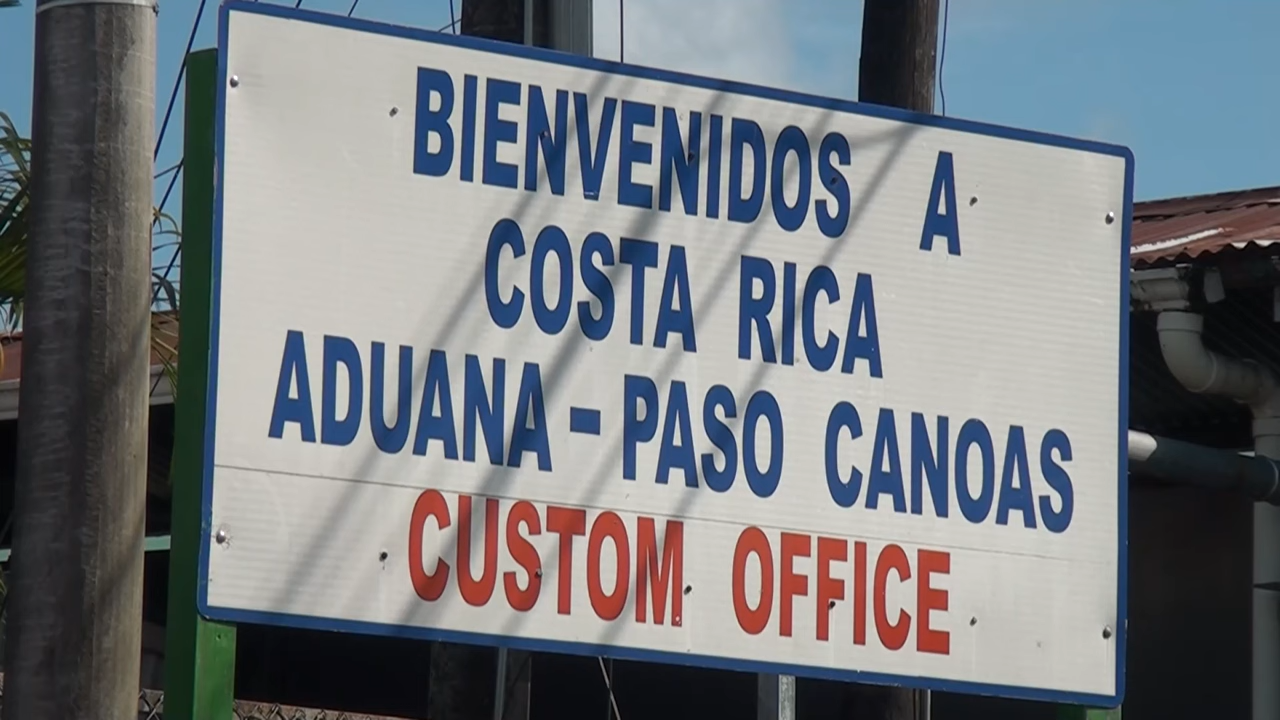 BIENVENIDOS A
COSTA RICA
ADUANA - PASO CANOAS
CUSTOM OFFICE